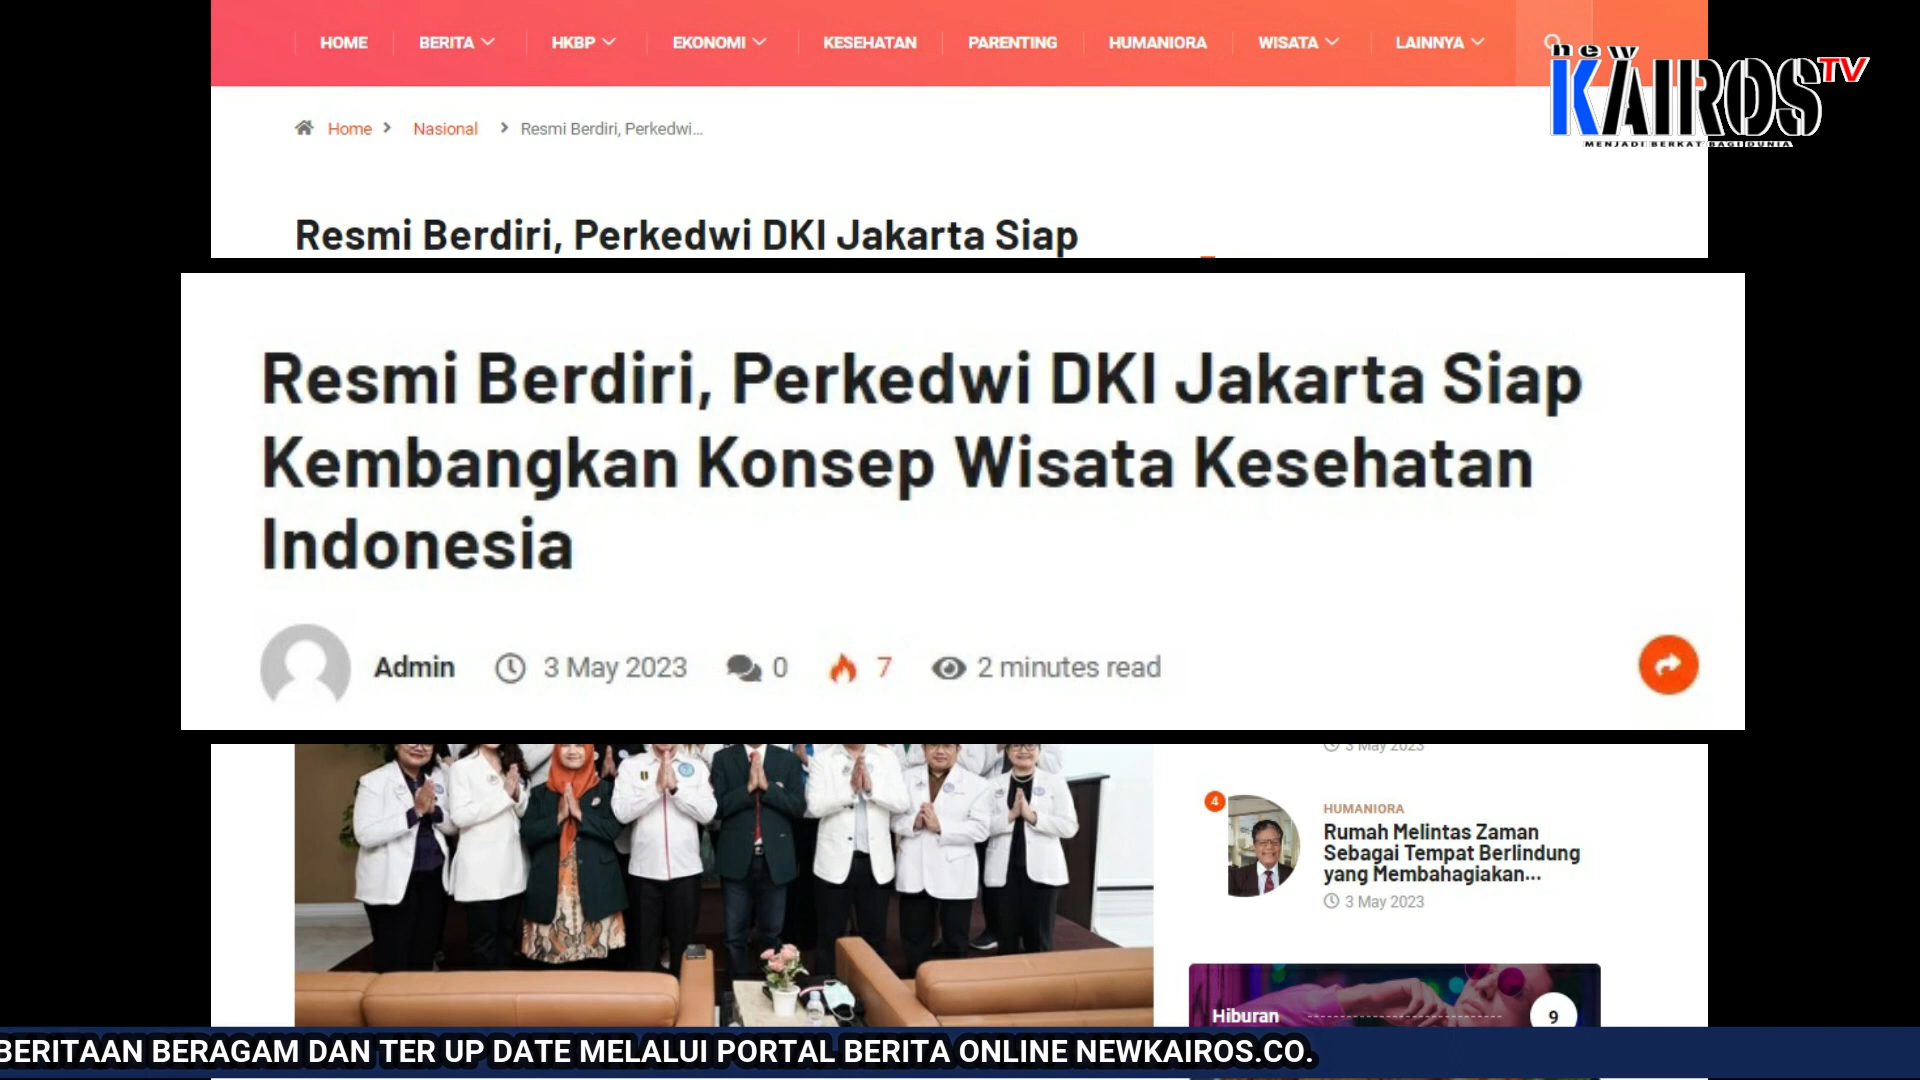 HOME BERITA HKBP EKONOMI KESEHATAN PARENTING HUMANIORA WISATA LAINNYA
new
KAIROS TV
MENJADI BERKAT BAGI DUNIA
Home > Nasional > Resmi Berdiri, Perkedwi...
Resmi Berdiri, Perkedwi DKI Jakarta Siap
Resmi Berdiri, Perkedwi DKI Jakarta Siap
Kembangkan Konsep Wisata Kesehatan
Indonesia
Admin 3 May 2023 0 7 2 minutes read
3 May 2023
4
HUMANIORA
Rumah Melintas Zaman
Sebagai Tempat Berlindung
yang Membahagiakan...
3 May 2023
Hiburan 9
BERITAAN BERAGAM DAN TER UP DATE MELALUI PORTAL BERITA ONLINE NEWKAIROS.CO.